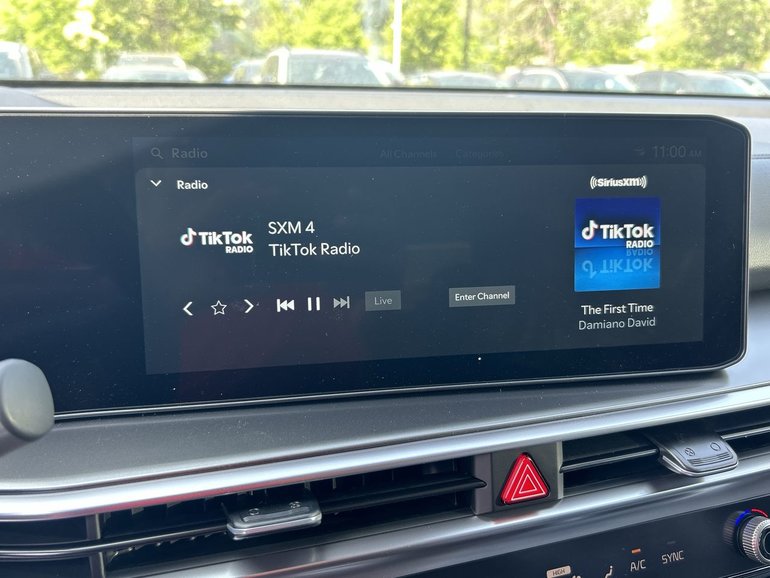 Radio
All Channels Categories
11:00 AM
Radio
((SiriusXM))
TikTok
RADIO
SXM 4
TikTok Radio
TikTok
RADIO
Live
Enter Channel
The First Time
Damiano David
HIGH
A/C
SYNC